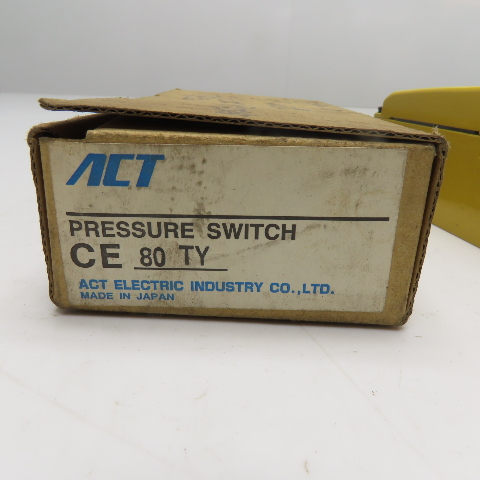 ACT
PRESSURE SWITCH
CE 80 TY
ACT ELECTRIC INDUSTRY CO.,LTD.
MADE IN JAPAN